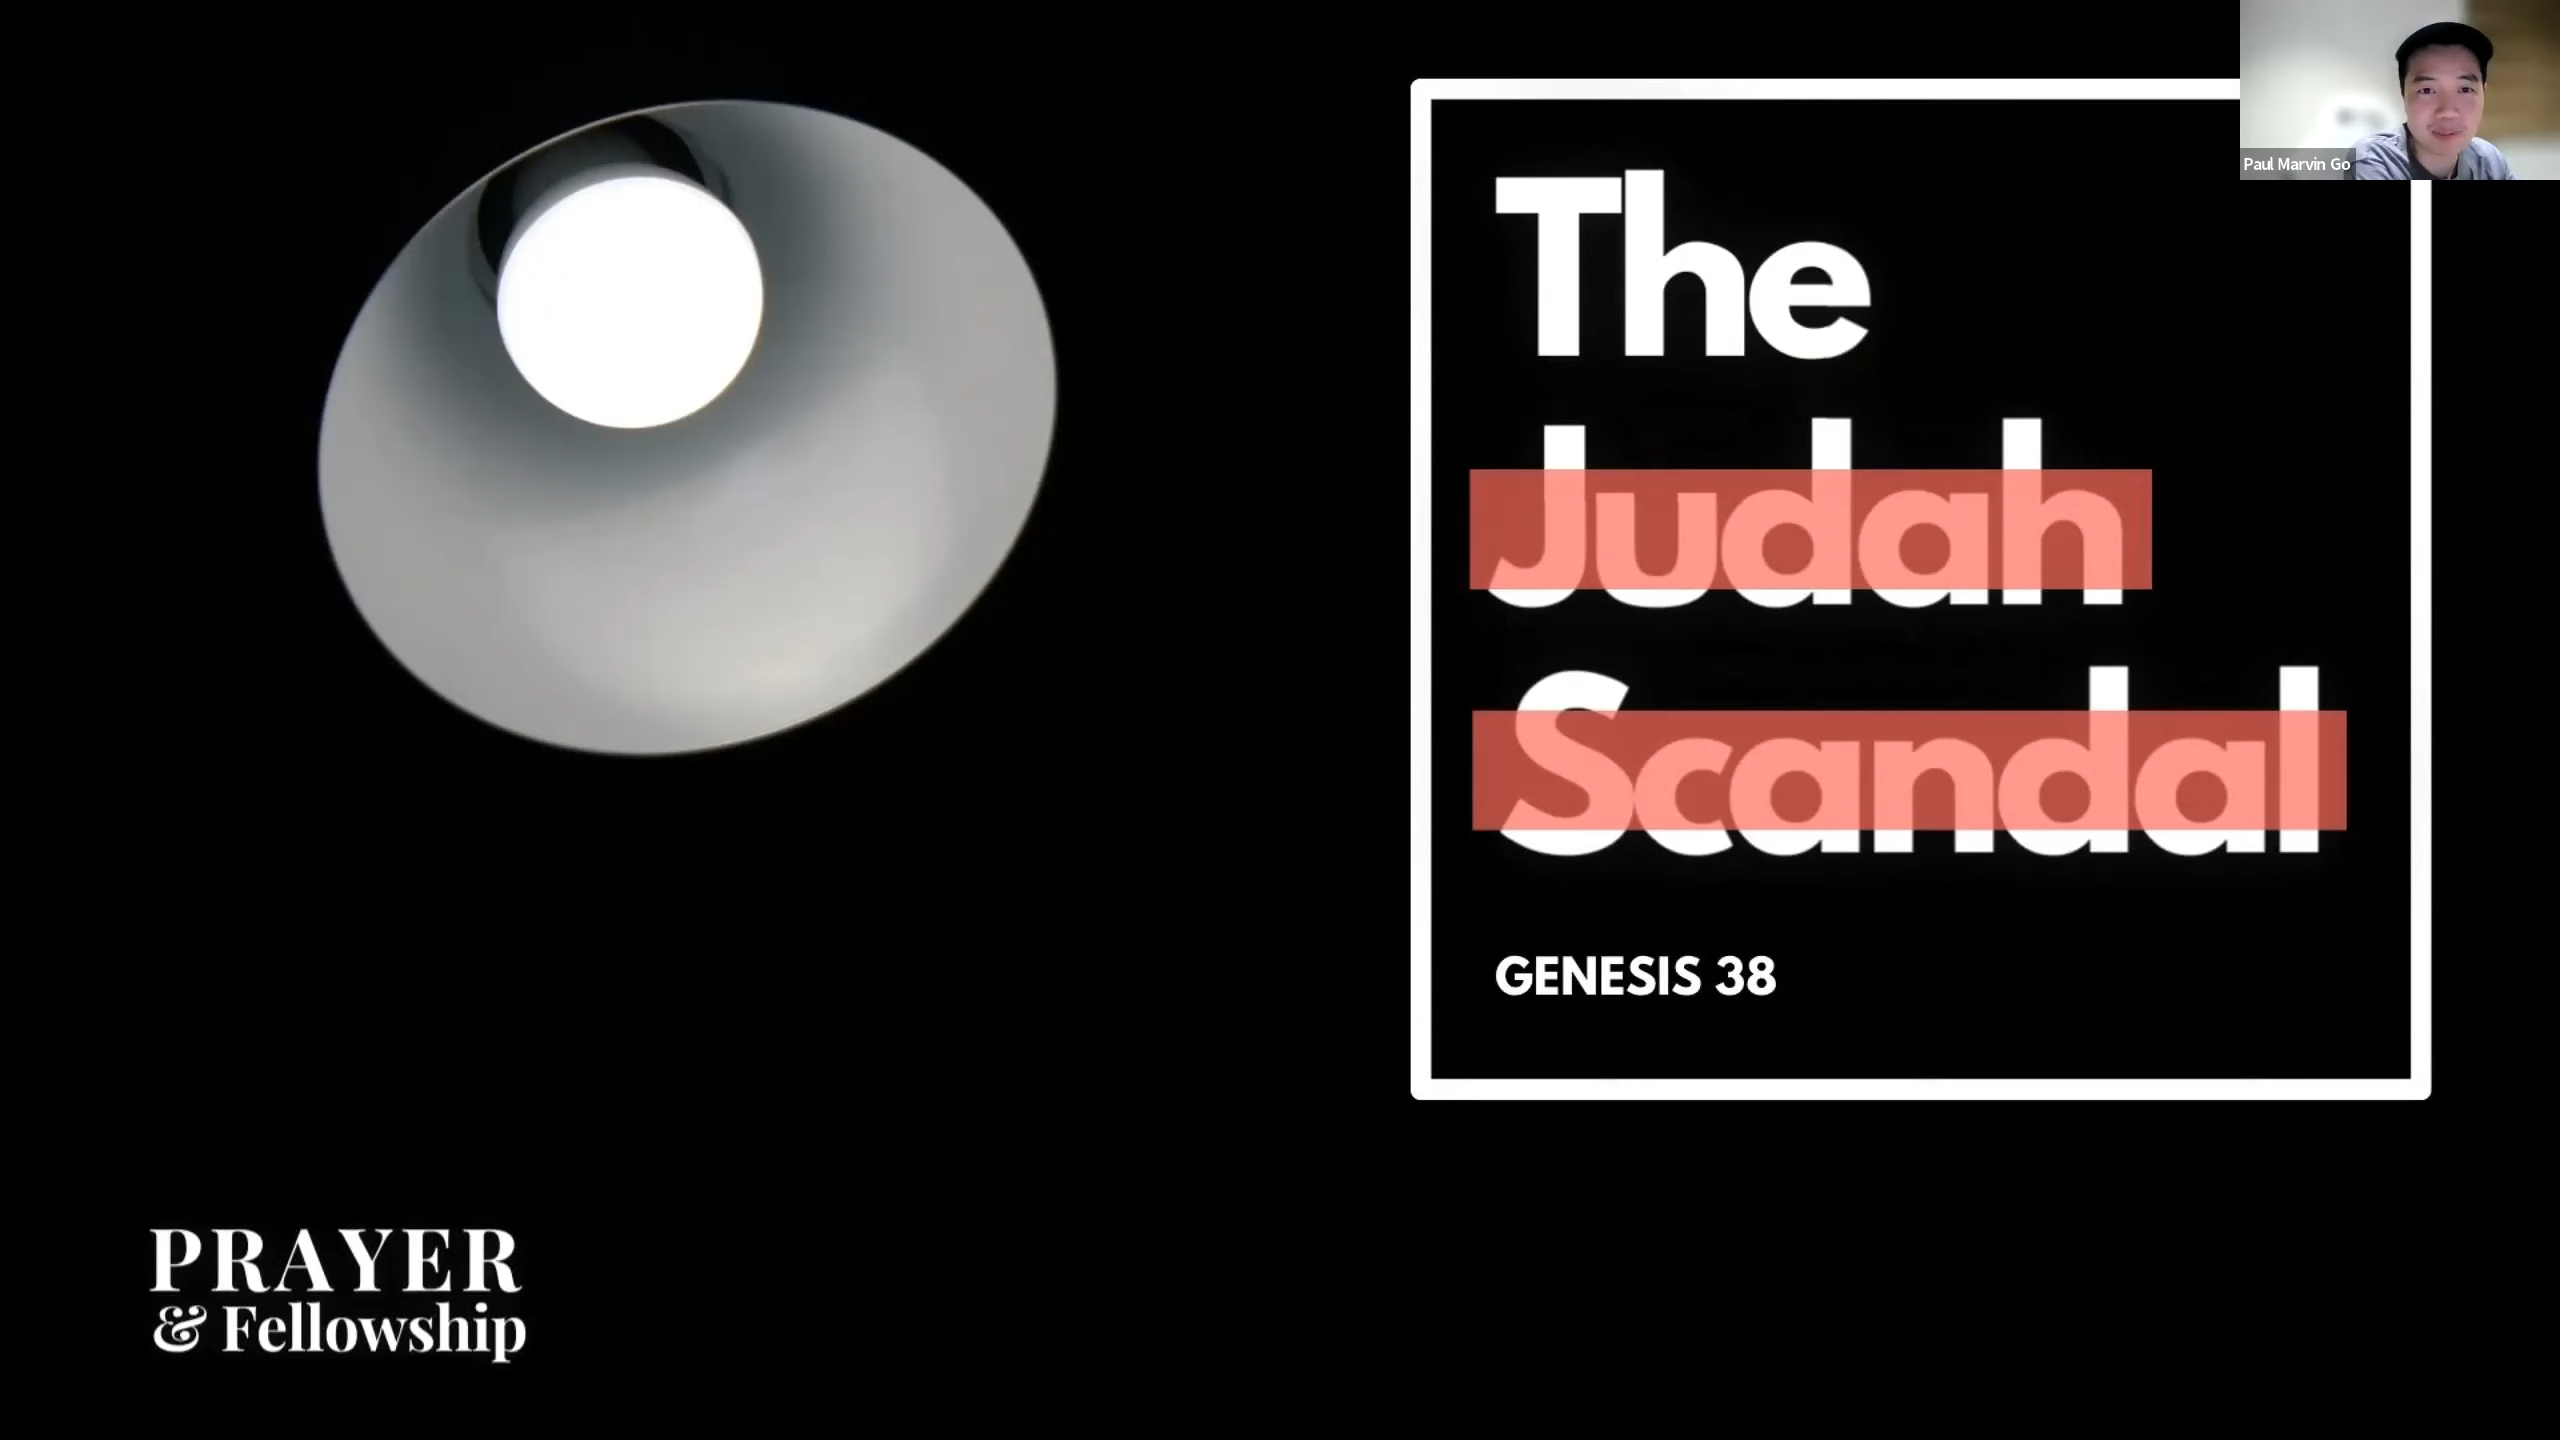 Paul Marvin Go
The
Judah
Scandal
GENESIS 38
PRAYER
& Fellowship